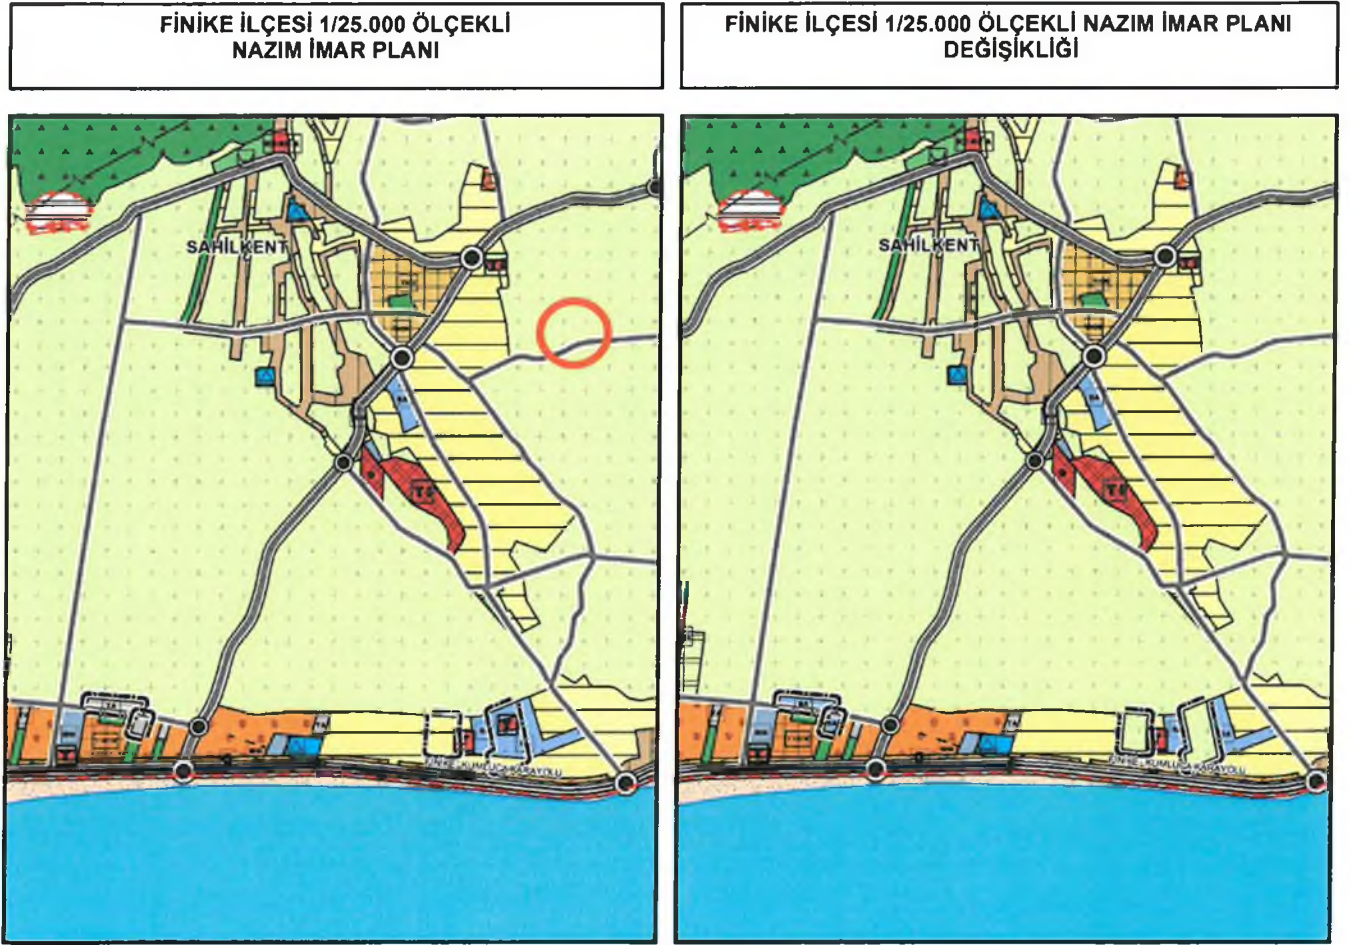 FİNİKE İLÇESİ 1/25.000 ÖLÇEKLİ
NAZIM İMAR PLANI
FİNİKE İLÇESİ 1/25.000 ÖLÇEKLİ NAZIM İMAR PLANI
DEĞİŞİKLİĞİ
SAHİLKENT
SAHİLKENT
FİNİKE - KUMLUCA KARAYOLU
FİNİKE - KUMLUCA KARAYOLU